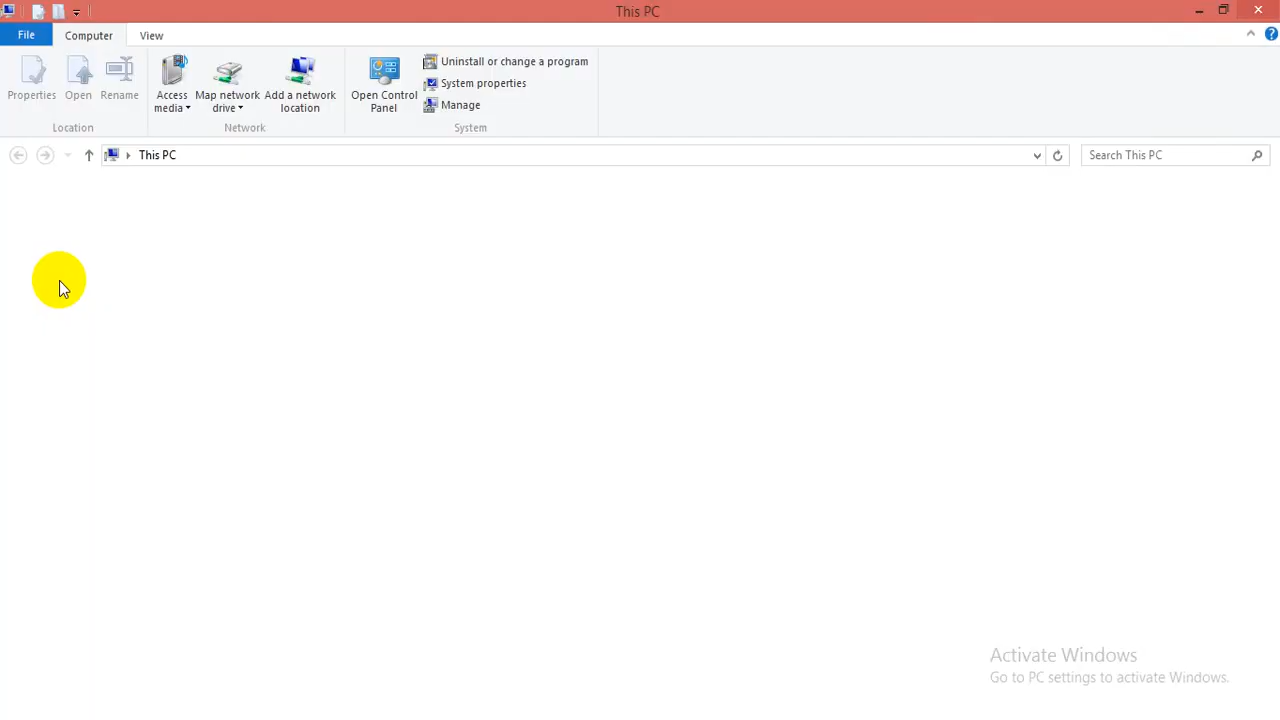 This PC
File
Computer
View
Properties
Open
Rename
Access media
Map network drive
Add a network location
Open Control Panel
Uninstall or change a program
System properties
Manage
Location
Network
System
This PC
Search This PC
Activate Windows
Go to PC settings to activate Windows.